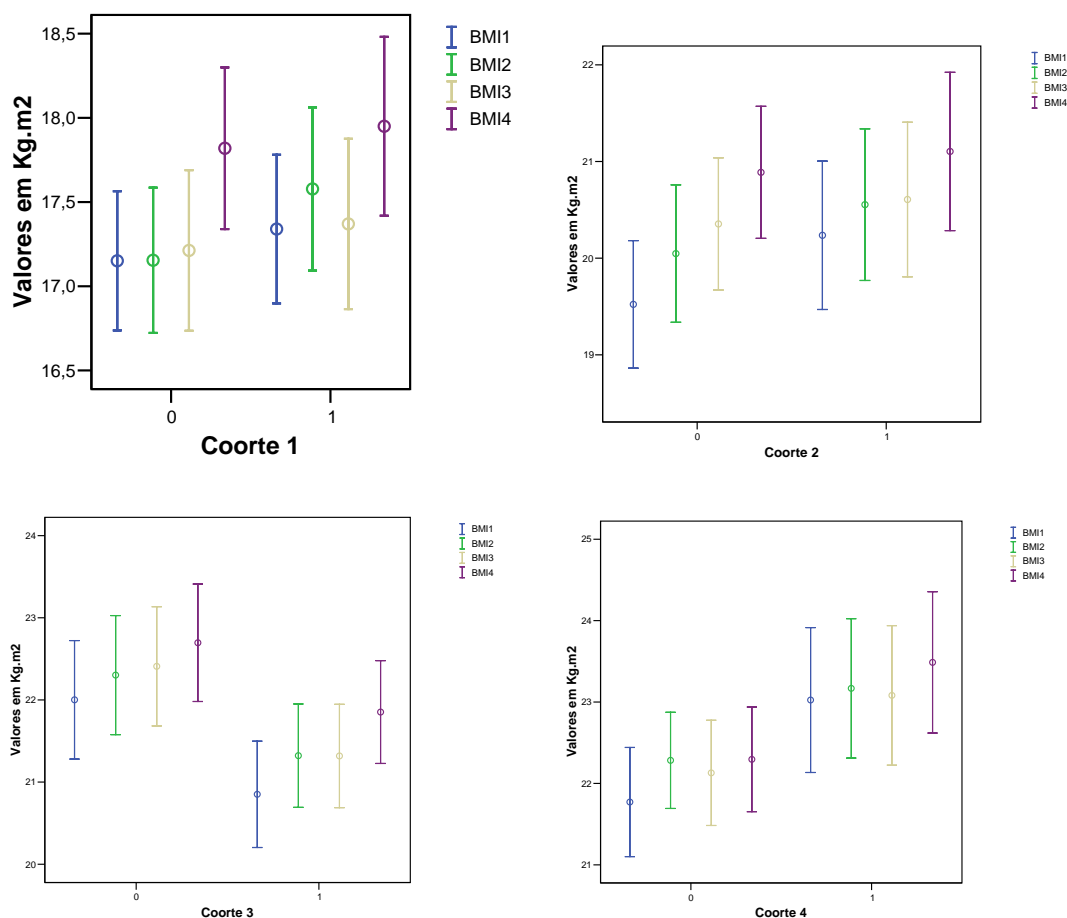 18,5
18,0
17,5
17,0
16,5
Valores em Kg.m2
0
1
Coorte 1
BMI1
BMI2
BMI3
BMI4
22
21
20
19
Valores em Kg.m2
0
1
Coorte 2
BMI1
BMI2
BMI3
BMI4
24
23
22
21
20
Valores em Kg.m2
0
1
Coorte 3
BMI1
BMI2
BMI3
BMI4
25
24
23
22
21
Valores em Kg.m2
0
1
Coorte 4
BMI1
BMI2
BMI3
BMI4